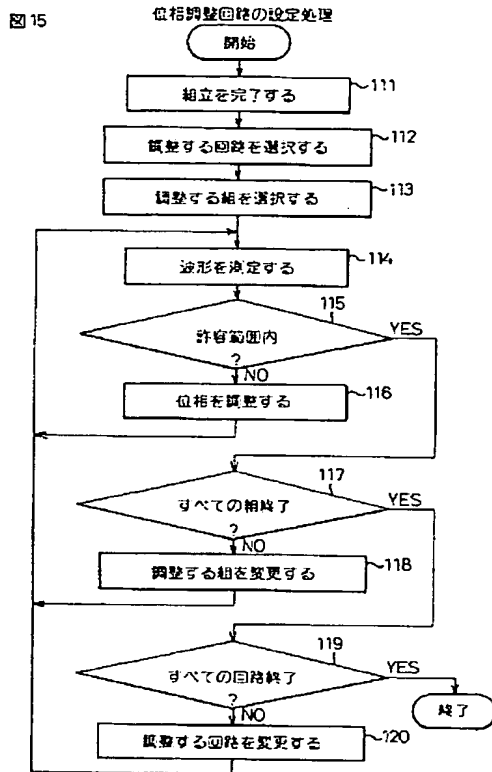 図15
位相調整回路の設定処理
開始
組立を完了する
111
調整する回路を選択する
112
調整する組を選択する
113
波形を測定する
114
115
許容範囲内
?
YES
NO
位相を調整する
116
117
すべての組終了
?
YES
NO
調整する組を変更する
118
119
すべての回路終了
?
YES
NO
終了
調整する回路を変更する
120